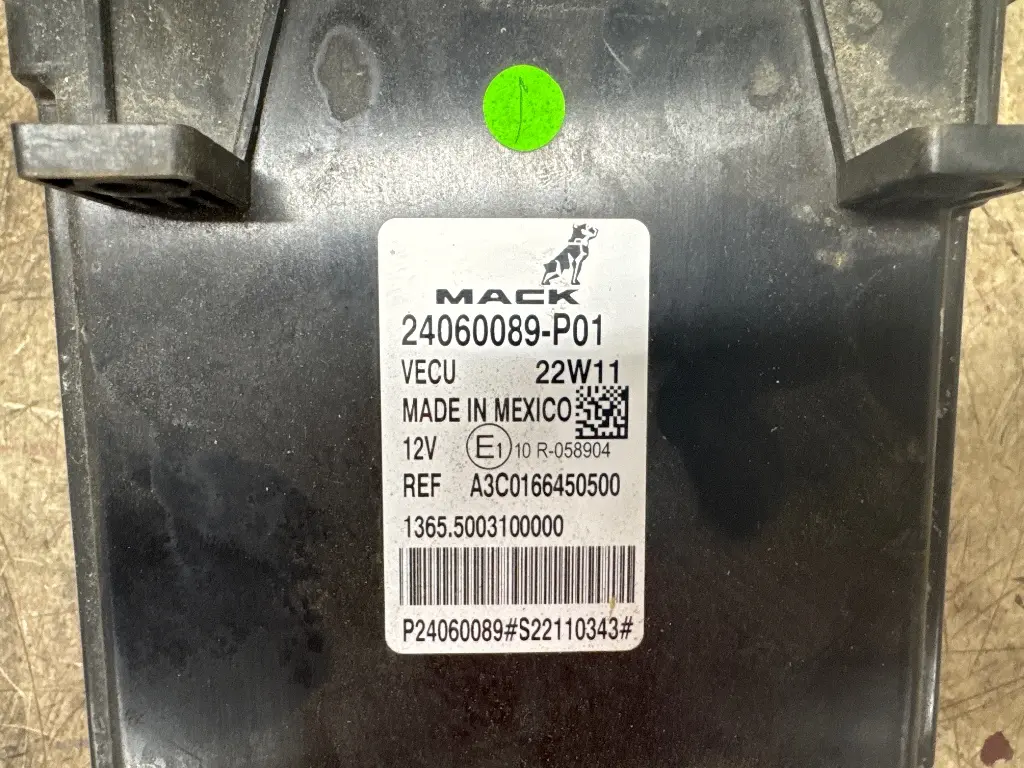 MACK
24060089-P01
VECU 22W11
MADE IN MEXICO
12V E1 10 R-058904
REF A3C0166450500
1365.5003100000
P24060089#S22110343#